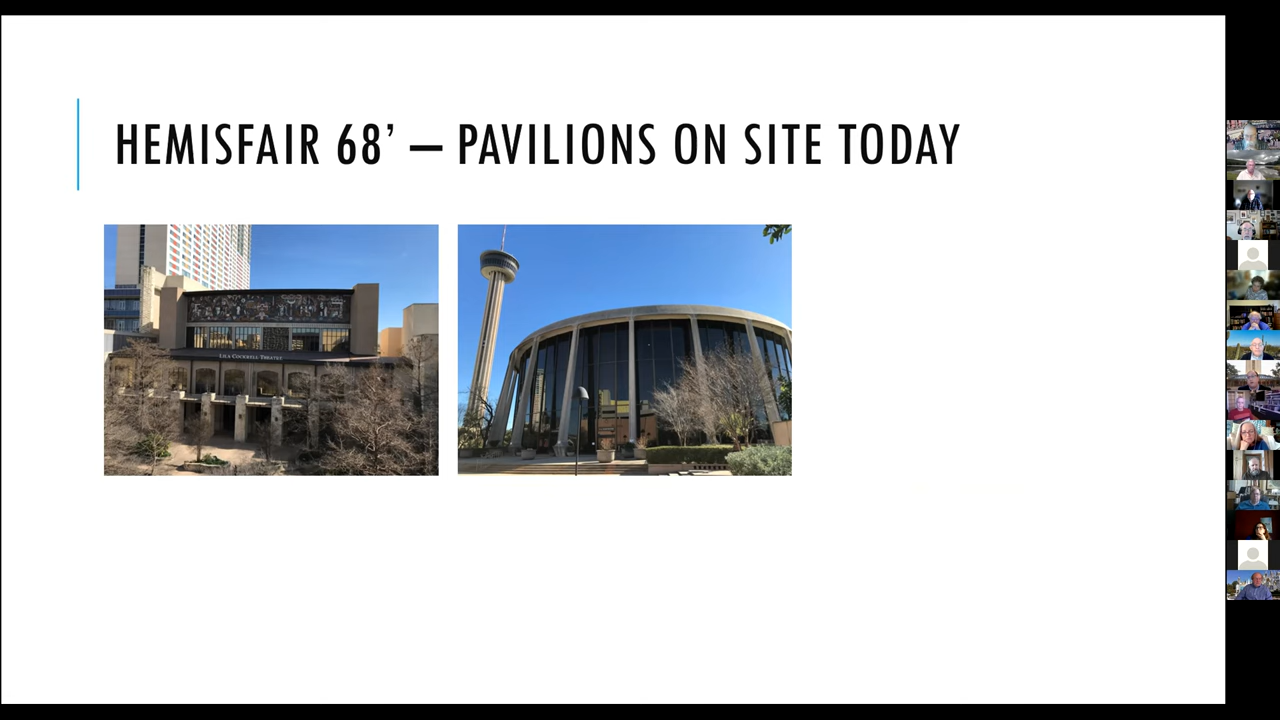 HEMISFAIR 68’ – PAVILIONS ON SITE TODAY
LILA COCKRELL THEATRE